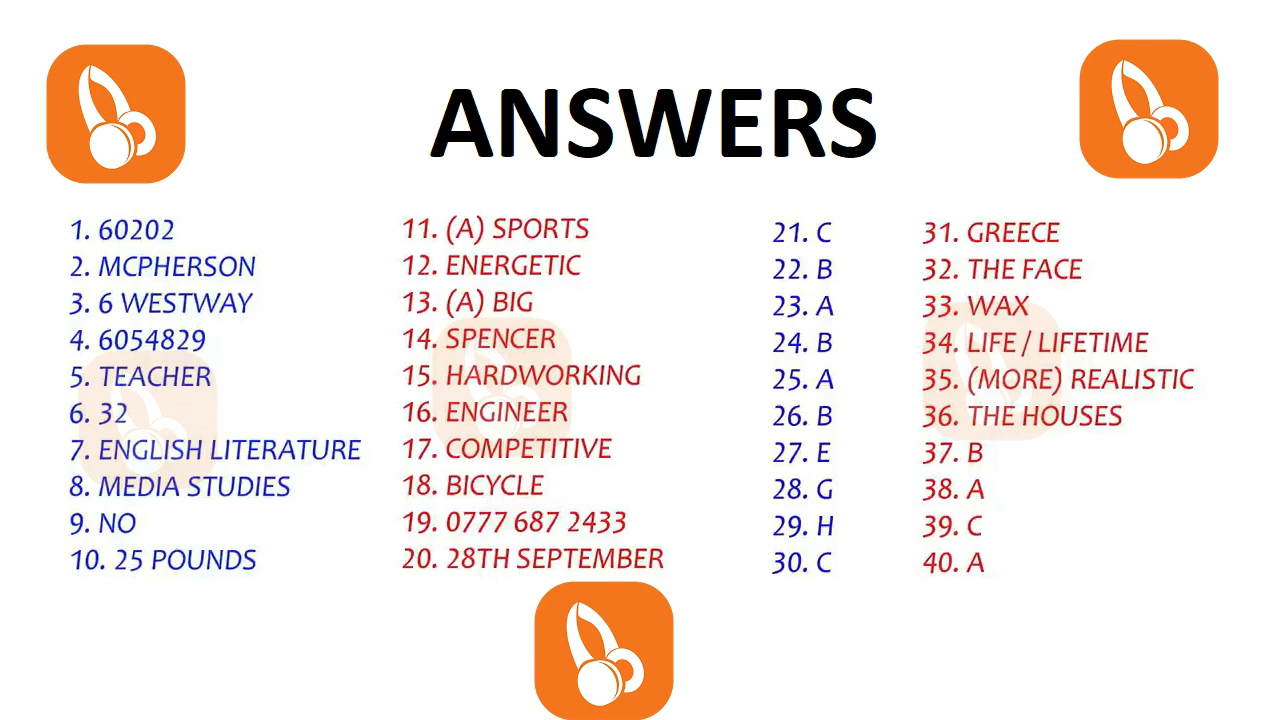 ANSWERS
1. 60202
2. MCPHERSON
3. 6 WESTWAY
4. 6054829
5. TEACHER
6. 32
7. ENGLISH LITERATURE
8. MEDIA STUDIES
9. NO
10. 25 POUNDS
11. (A) SPORTS
12. ENERGETIC
13. (A) BIG
14. SPENCER
15. HARDWORKING
16. ENGINEER
17. COMPETITIVE
18. BICYCLE
19. 0777 687 2433
20. 28TH SEPTEMBER
21. C
22. B
23. A
24. B
25. A
26. B
27. E
28. G
29. H
30. C
31. GREECE
32. THE FACE
33. WAX
34. LIFE / LIFETIME
35. (MORE) REALISTIC
36. THE HOUSES
37. B
38. A
39. C
40. A